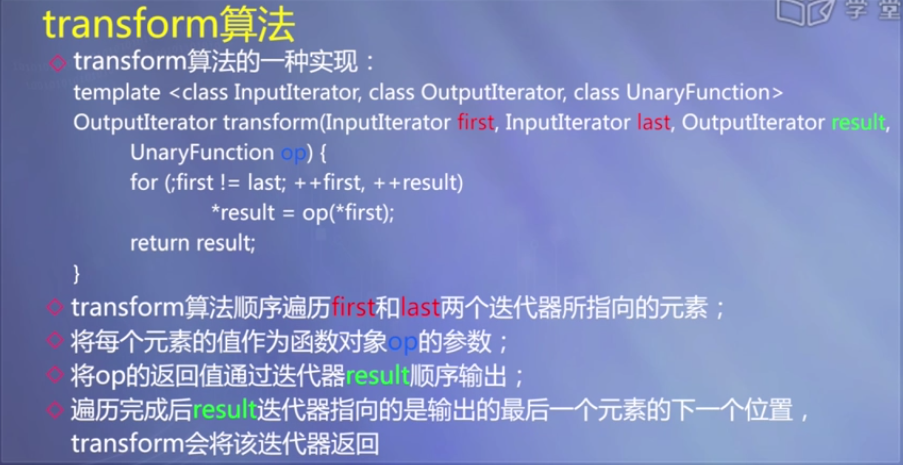 transform算法
学堂
transform算法的一种实现：
template <class InputIterator, class OutputIterator, class UnaryFunction>
OutputIterator transform(InputIterator first, InputIterator last, OutputIterator result,
UnaryFunction op) {
for (;first != last; ++first, ++result)
*result = op(*first);
return result;
}
transform算法顺序遍历first和last两个迭代器所指向的元素；
将每个元素的值作为函数对象op的参数；
将op的返回值通过迭代器result顺序输出；
遍历完成后result迭代器指向的是输出的最后一个元素的下一个位置，
transform会将该迭代器返回